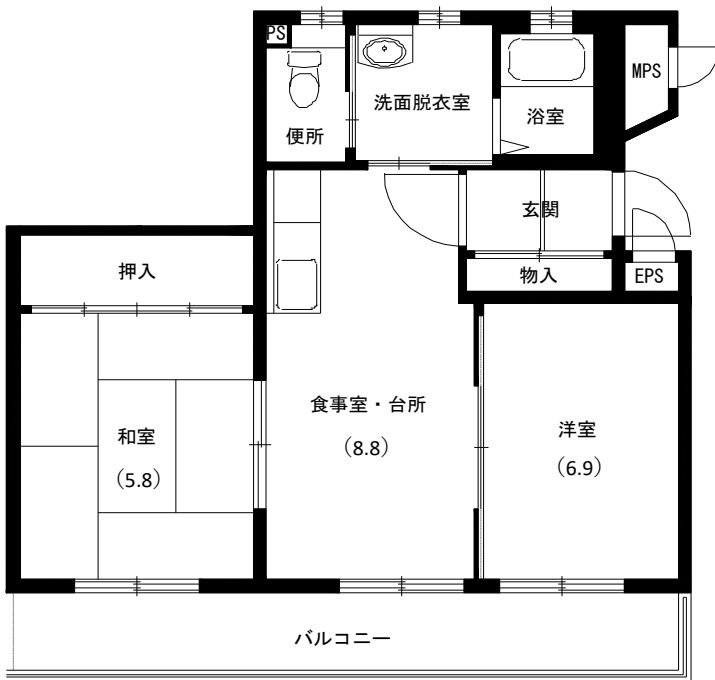 PS
便所
洗面脱衣室
浴室
MPS
玄関
物入
EPS
押入
和室
(5.8)
食事室・台所
(8.8)
洋室
(6.9)
バルコニー